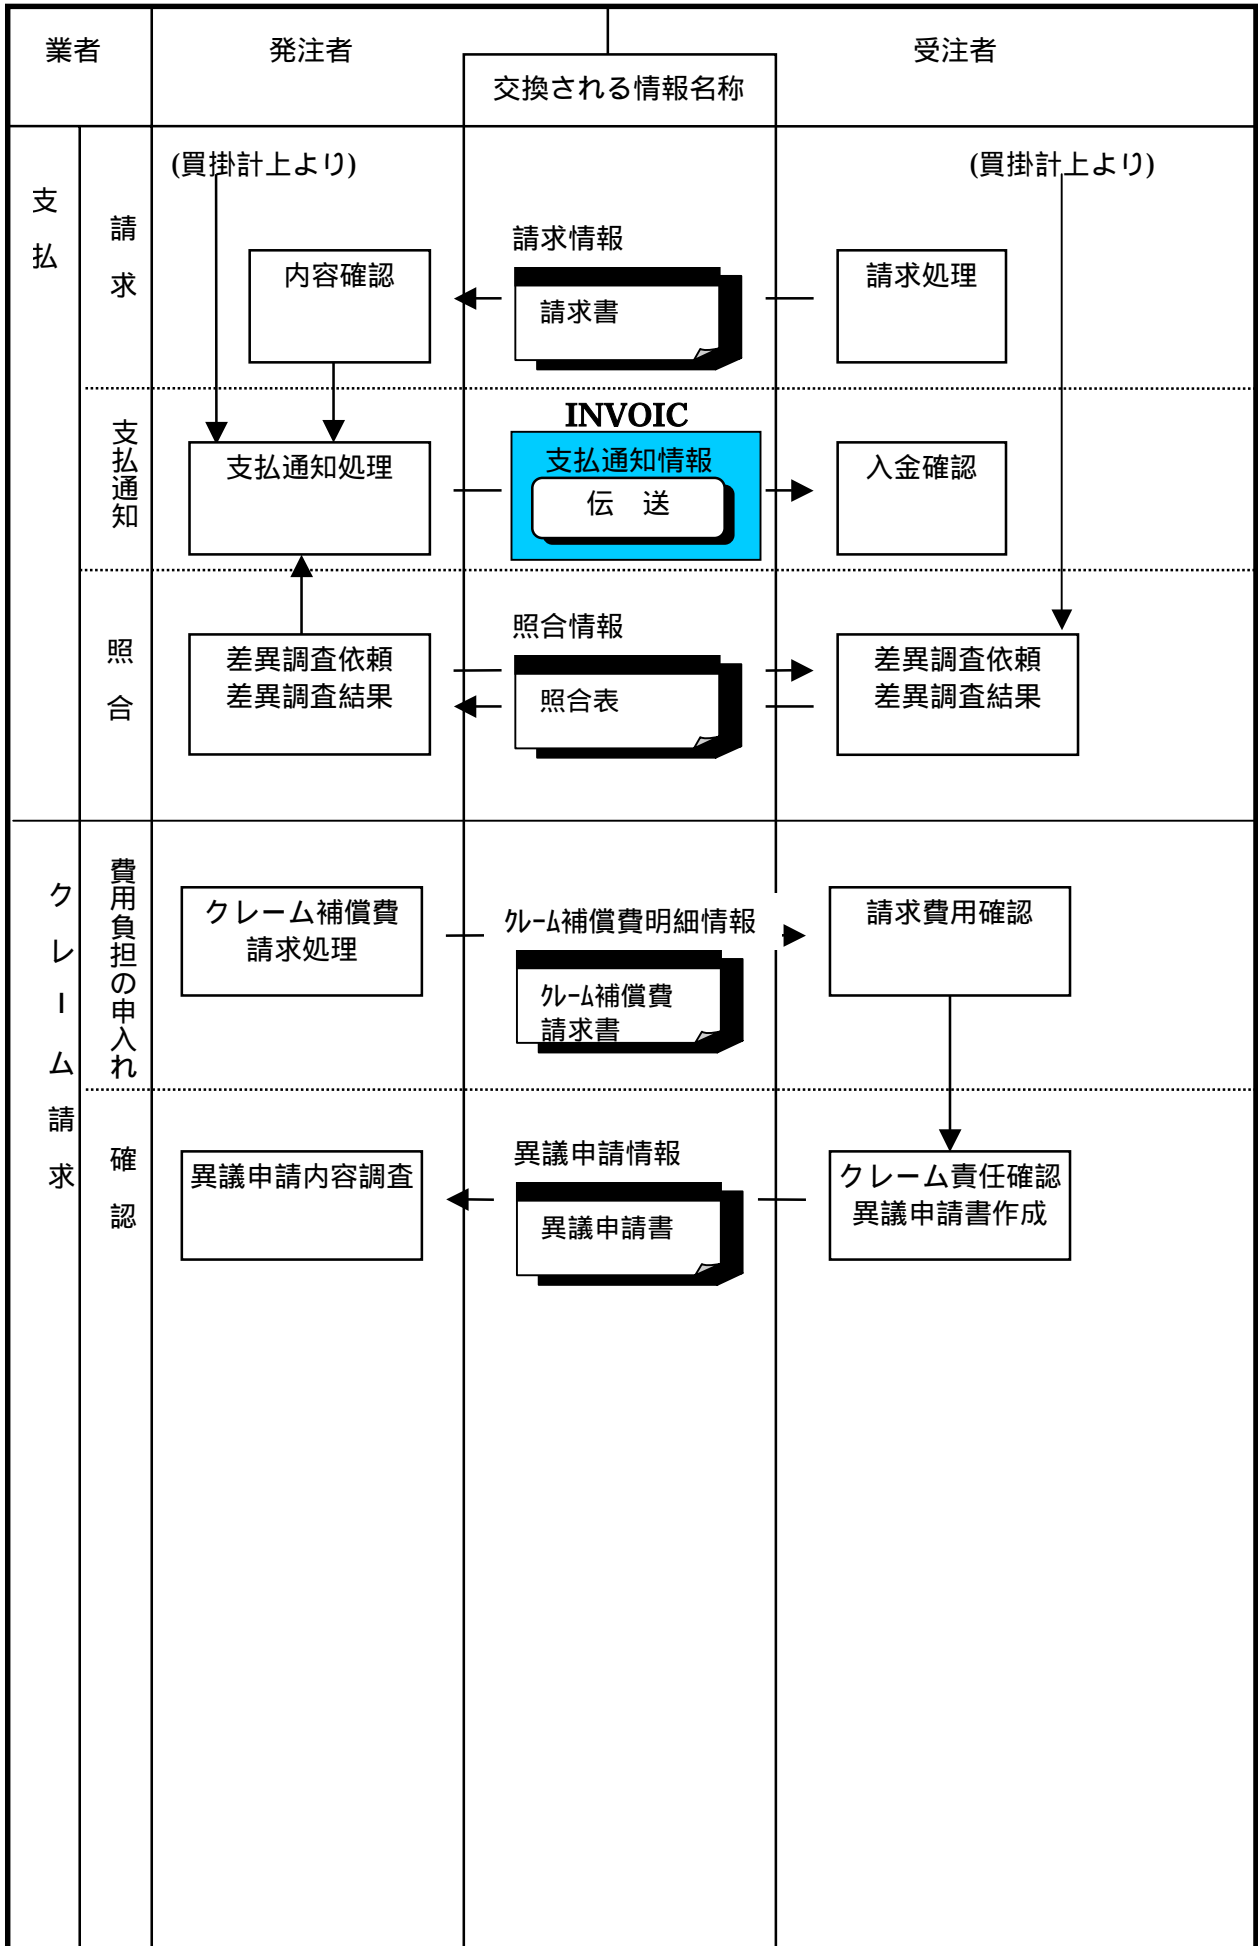 業者
発注者
交換される情報名称
受注者
支払
請求
(買掛計上より)
(買掛計上より)
内容確認
請求情報
請求書
請求処理
支払通知
支払通知処理
INVOIC
支払通知情報
伝　送
入金確認
照合
差異調査依頼
差異調査結果
照合情報
照合表
差異調査依頼
差異調査結果
クレーム請求
費用負担の申入れ
クレーム補償費
請求処理
ｸﾚｰﾑ補償費明細情報
ｸﾚｰﾑ補償費
請求書
請求費用確認
確認
異議申請内容調査
異議申請情報
異議申請書
クレーム責任確認
異議申請書作成